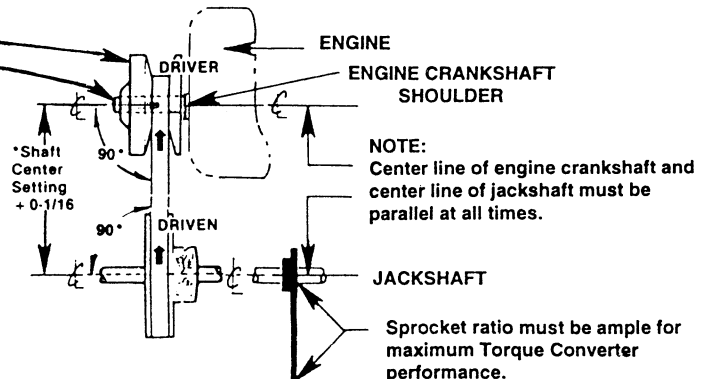 ENGINE
DRIVER
ENGINE CRANKSHAFT
SHOULDER
℄
℄
*Shaft
Center
Setting
+ 0-1/16
90°
90°
NOTE:
Center line of engine crankshaft and
center line of jackshaft must be
parallel at all times.
DRIVEN
℄
℄
JACKSHAFT
Sprocket ratio must be ample for
maximum Torque Converter
performance.